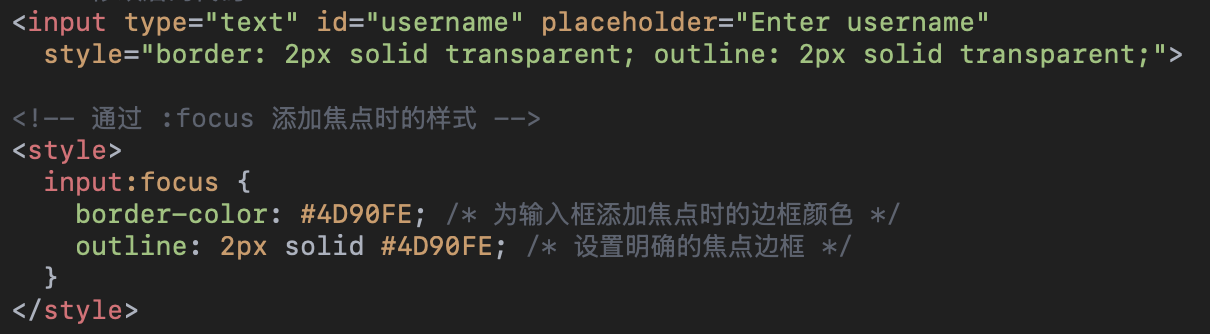 <input type="text" id="username" placeholder="Enter username"
  style="border: 2px solid transparent; outline: 2px solid transparent;">
<!-- 通过 :focus 添加焦点时的样式 -->
<style>
  input:focus {
    border-color: #4D90FE; /* 为输入框添加焦点时的边框颜色 */
    outline: 2px solid #4D90FE; /* 设置明确的焦点边框 */
  }
</style>